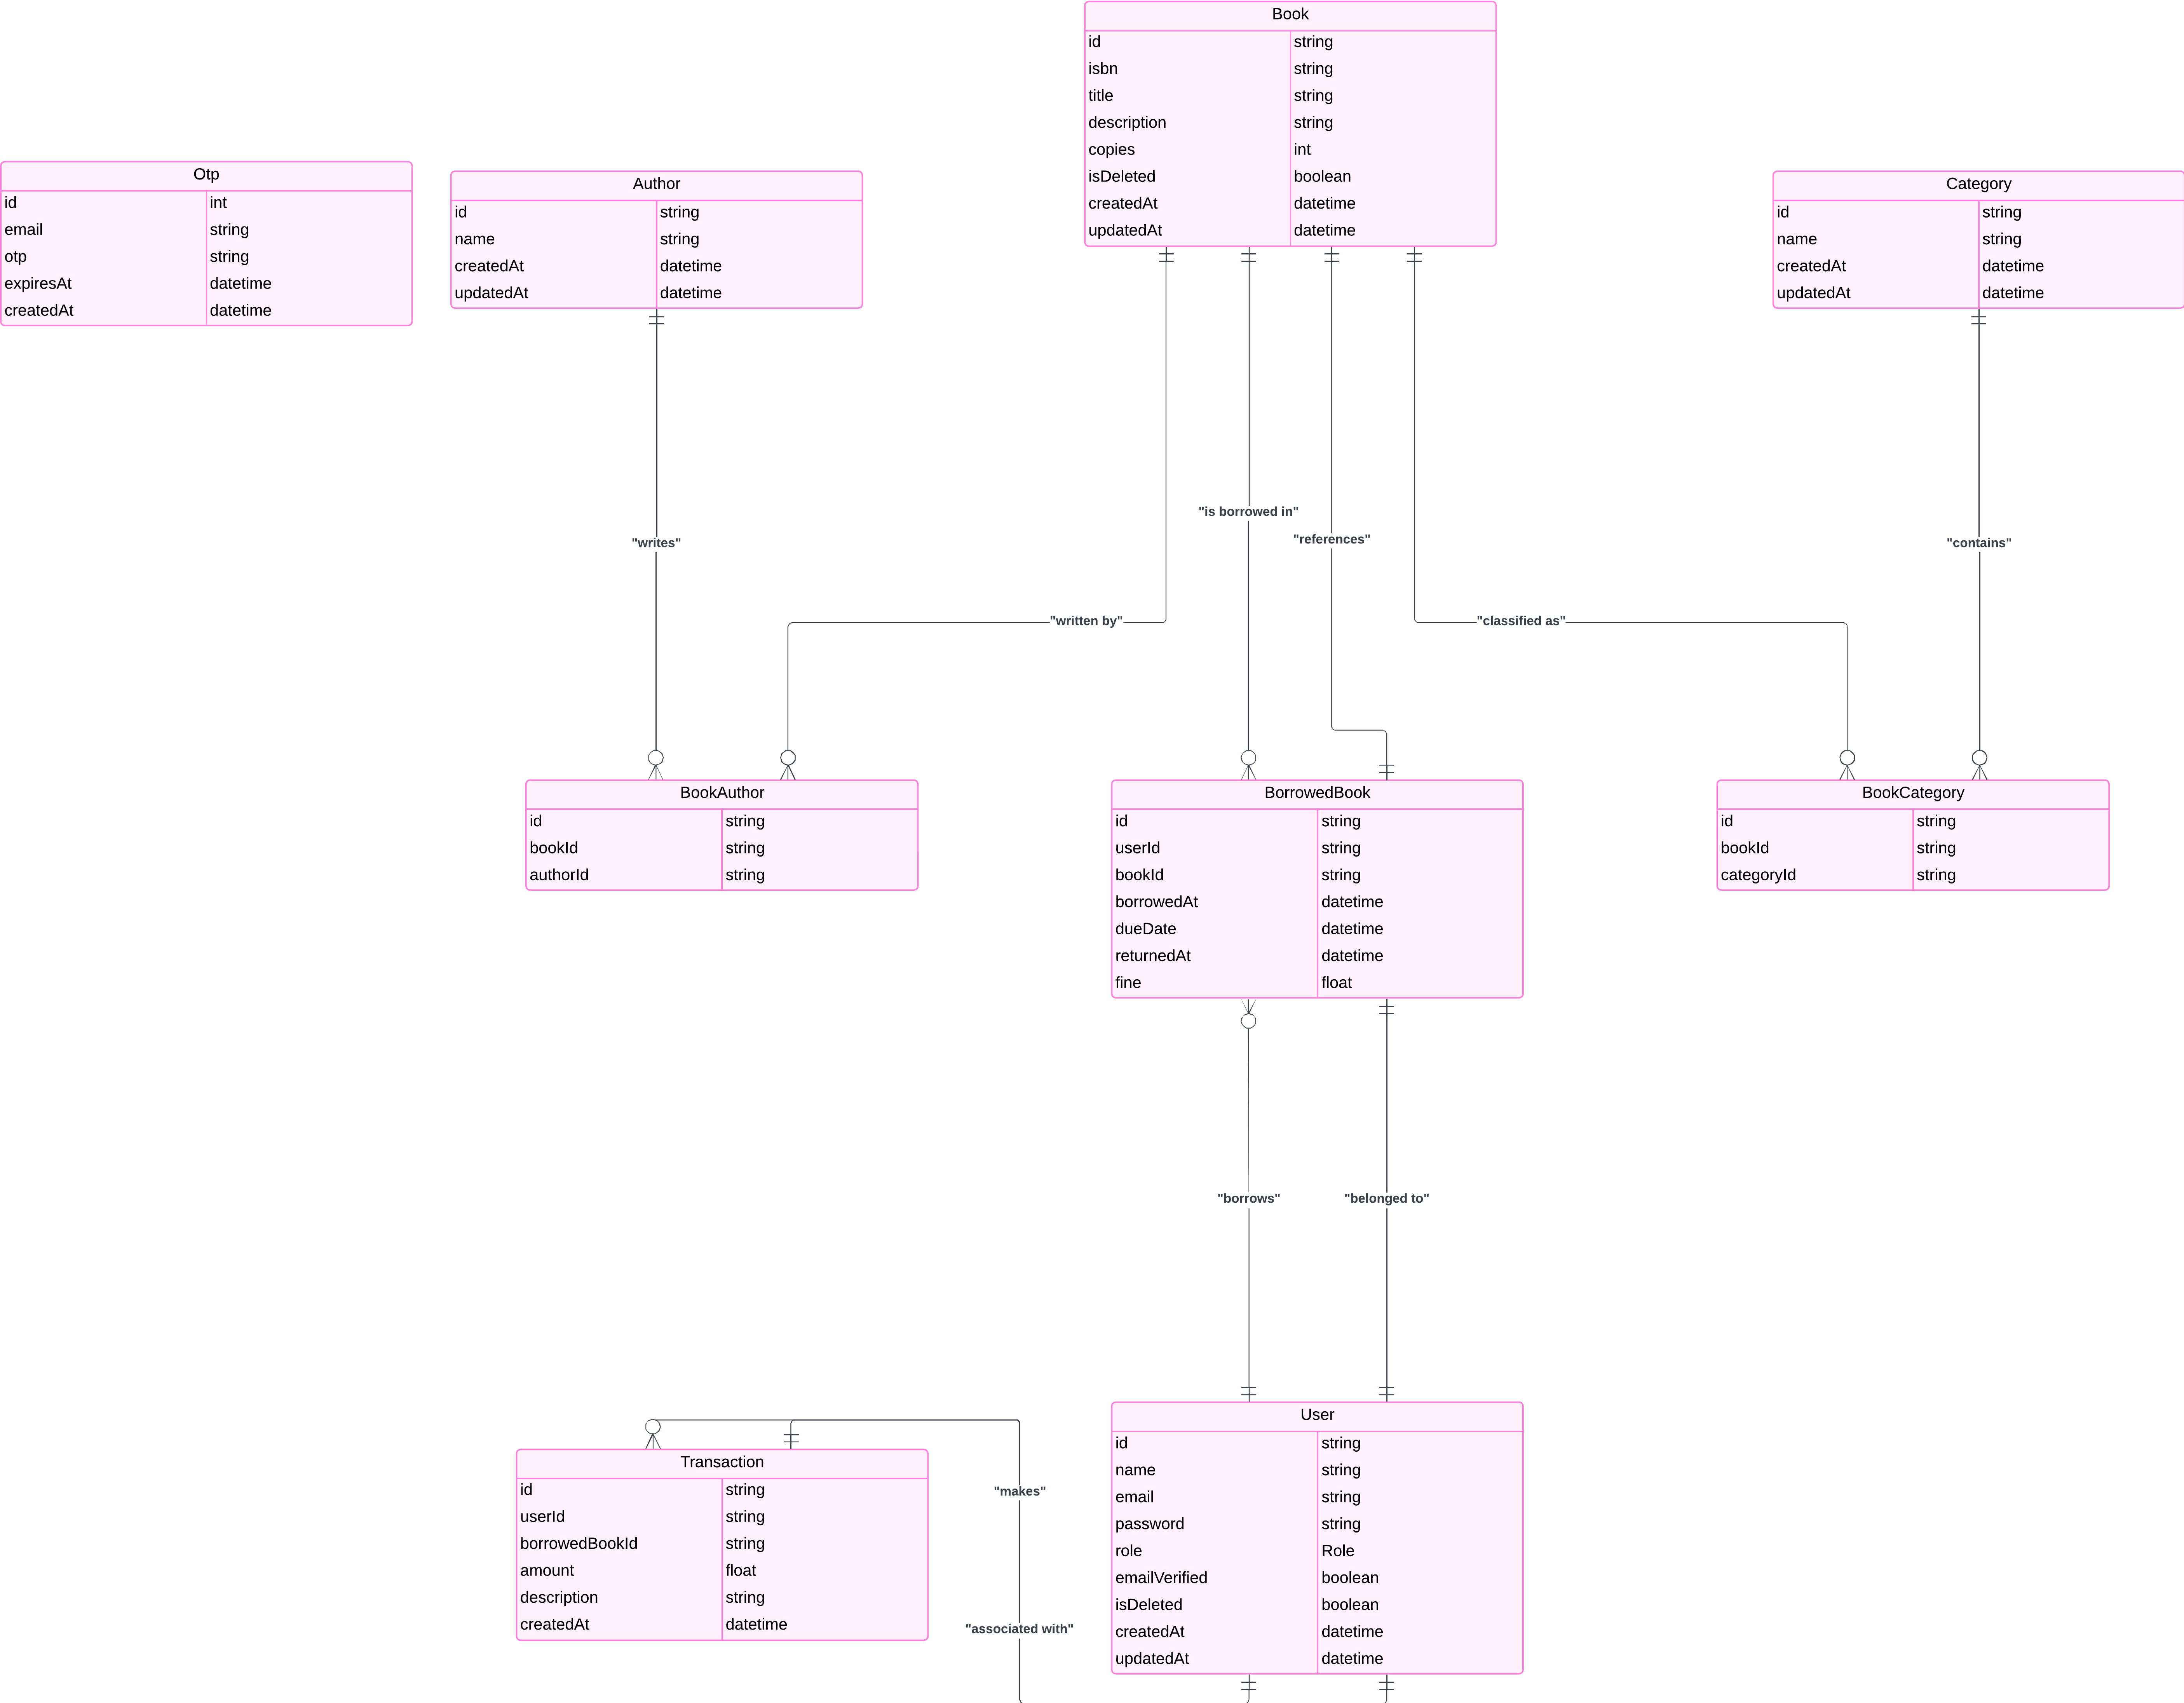 Book
id string
isbn string
title string
description string
copies int
isDeleted boolean
createdAt datetime
updatedAt datetime
Otp
id int
email string
otp string
expiresAt datetime
createdAt datetime
Author
id string
name string
createdAt datetime
updatedAt datetime
Category
id string
name string
createdAt datetime
updatedAt datetime
"is borrowed in"
"references"
"writes"
"contains"
"written by"
"classified as"
BookAuthor
id string
bookId string
authorId string
BorrowedBook
id string
userId string
bookId string
borrowedAt datetime
dueDate datetime
returnedAt datetime
fine float
BookCategory
id string
bookId string
categoryId string
"borrows"
"belonged to"
Transaction
id string
userId string
borrowedBookId string
amount float
description string
createdAt datetime
"makes"
"associated with"
User
id string
name string
email string
password string
role Role
emailVerified boolean
isDeleted boolean
createdAt datetime
updatedAt datetime